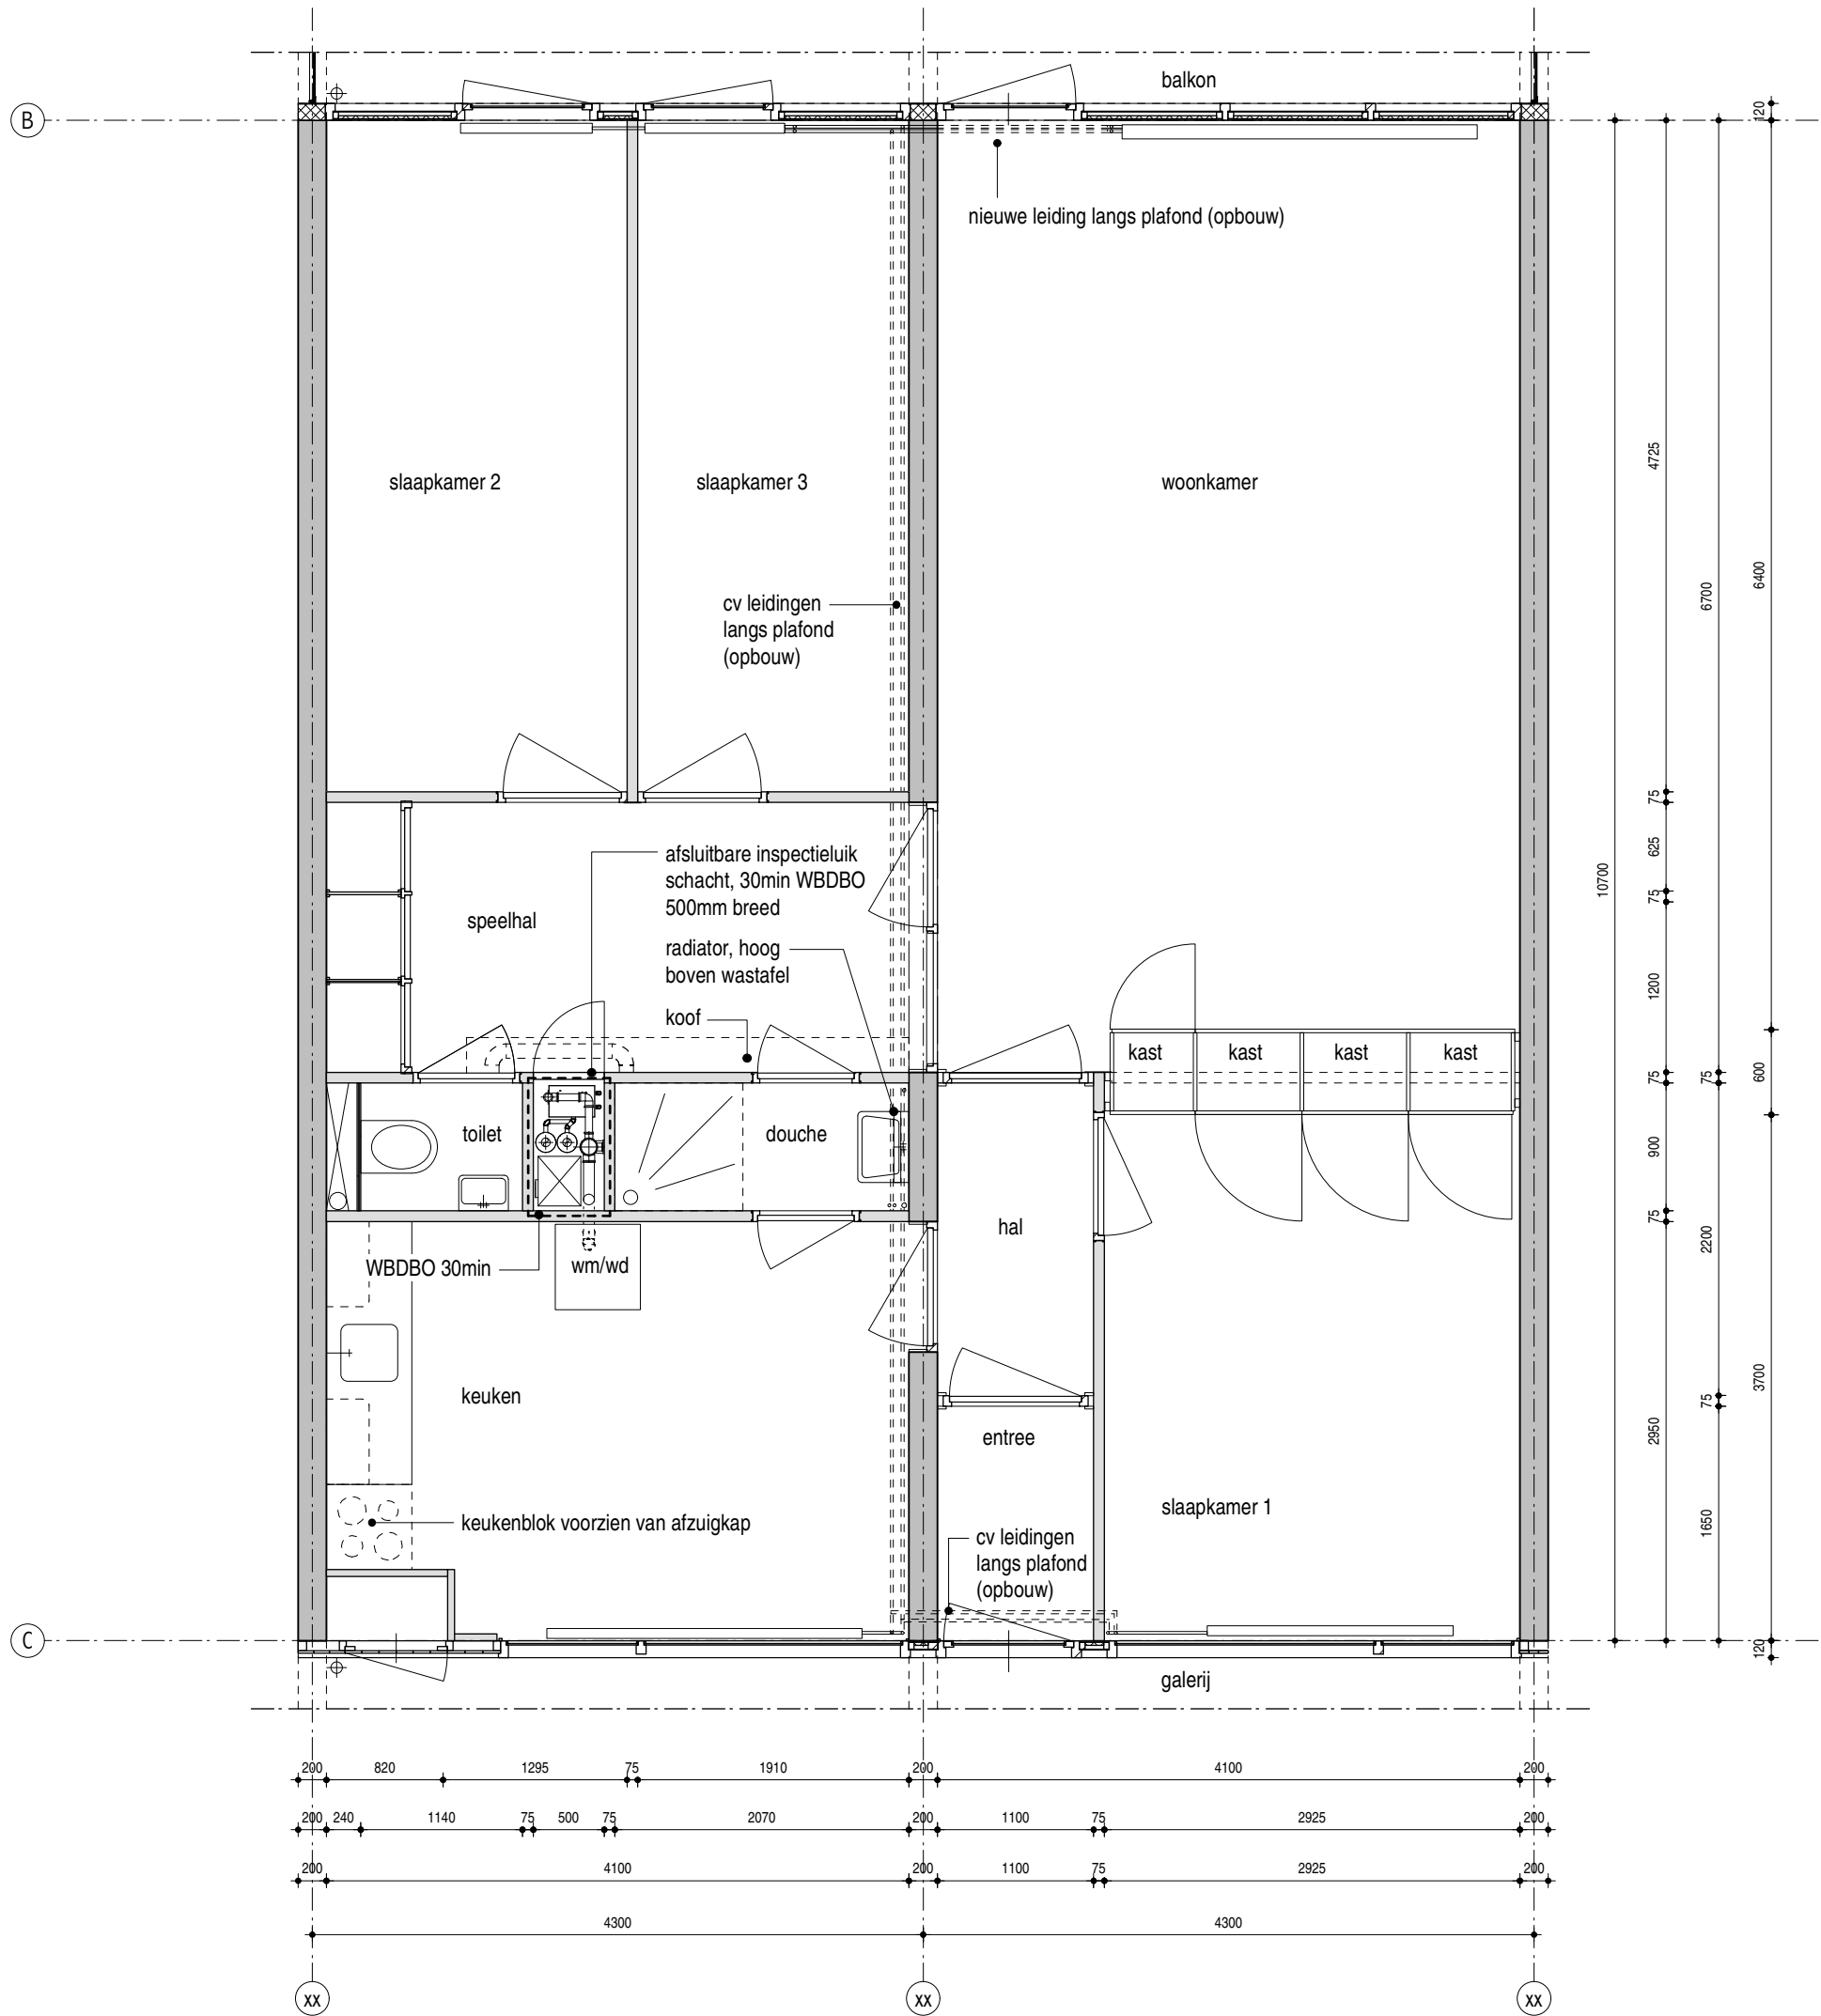 balkon
B
120
nieuwe leiding langs plafond (opbouw)
slaapkamer 2
slaapkamer 3
woonkamer
4725
6400
6700
cv leidingen
langs plafond
(opbouw)
75
625
75
10700
1200
afsluitbare inspectieluik
schacht, 30min WBDBO
500mm breed
speelhal
radiator, hoog
boven wastafel
koof
kast
kast
kast
kast
75
75
600
toilet
douche
900
75
hal
2200
WBDBO 30min
wm/wd
keuken
3700
75
entree
2950
slaapkamer 1
1650
keukenblok voorzien van afzuigkap
cv leidingen
langs plafond
(opbouw)
C
120
galerij
200 820 1295 75 1910 200 4100 200
200 240 1140 75 500 75 2070 200 1100 75 2925 200
200 4100 200 1100 75 2925 200
4300 4300
xx xx xx